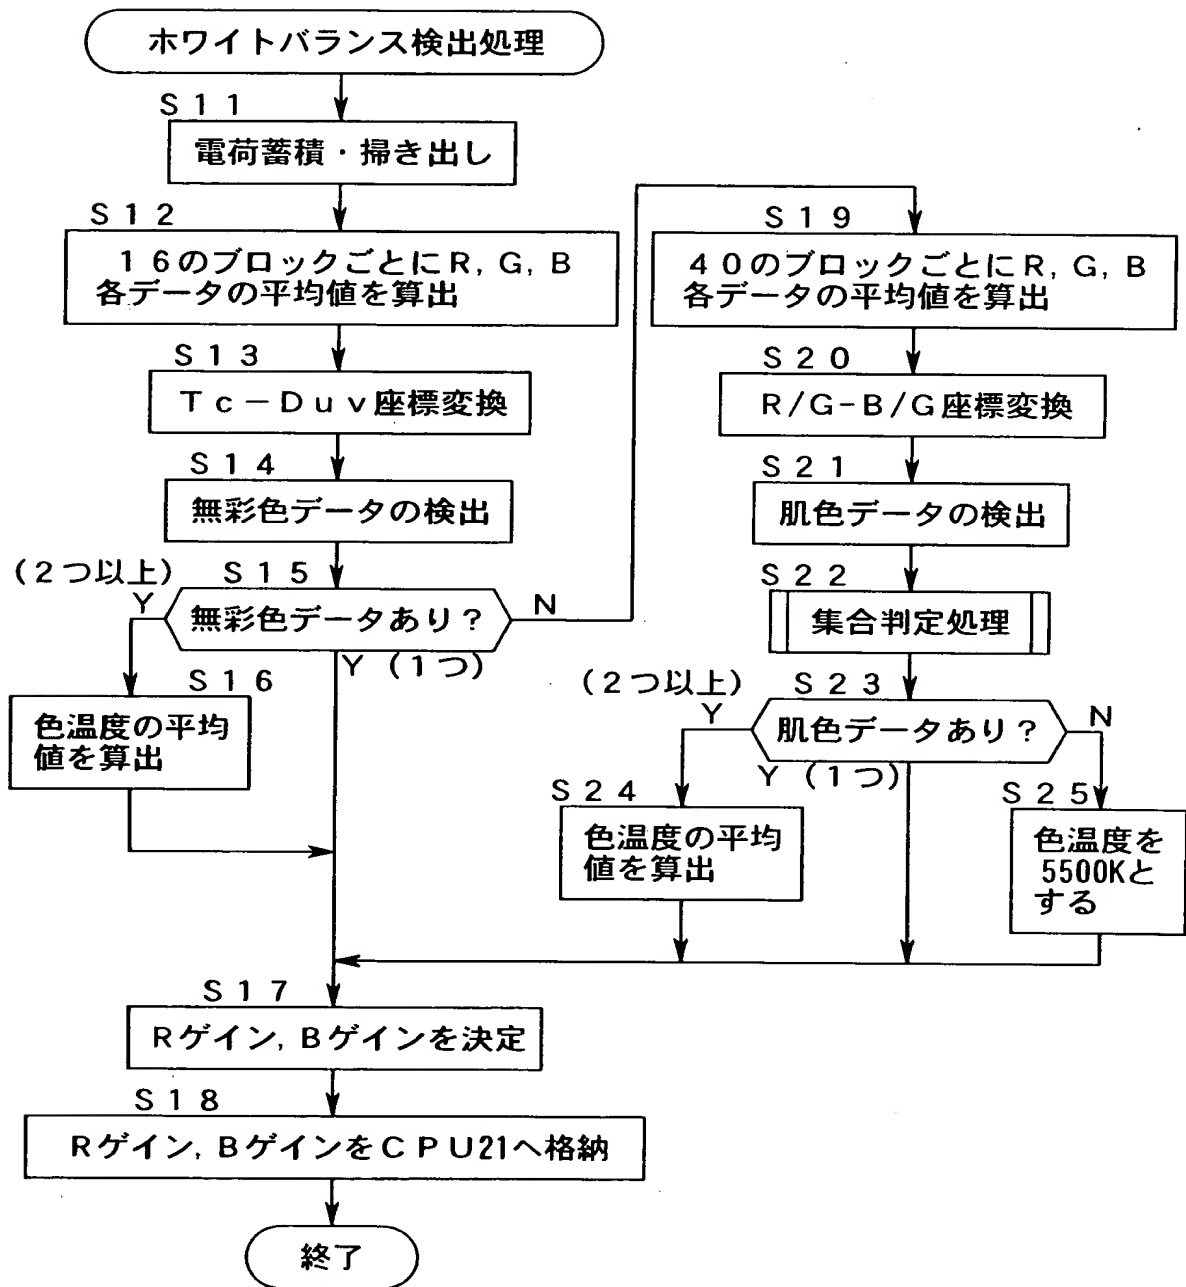 ホワイトバランス検出処理
S11
電荷蓄積・掃き出し
S12
16のブロックごとにR, G, B
各データの平均値を算出
S13
Tc-Duv座標変換
S14
無彩色データの検出
S15
(2つ以上)
Y
無彩色データあり?
N
Y (1つ)
S16
色温度の平均
値を算出
S19
40のブロックごとにR, G, B
各データの平均値を算出
S20
R/G-B/G座標変換
S21
肌色データの検出
S22
集合判定処理
S23
(2つ以上)
Y
肌色データあり?
N
Y (1つ)
S24
色温度の平均
値を算出
S25
色温度を
5500Kと
する
S17
Rゲイン, Bゲインを決定
S18
Rゲイン, BゲインをCPU21へ格納
終了